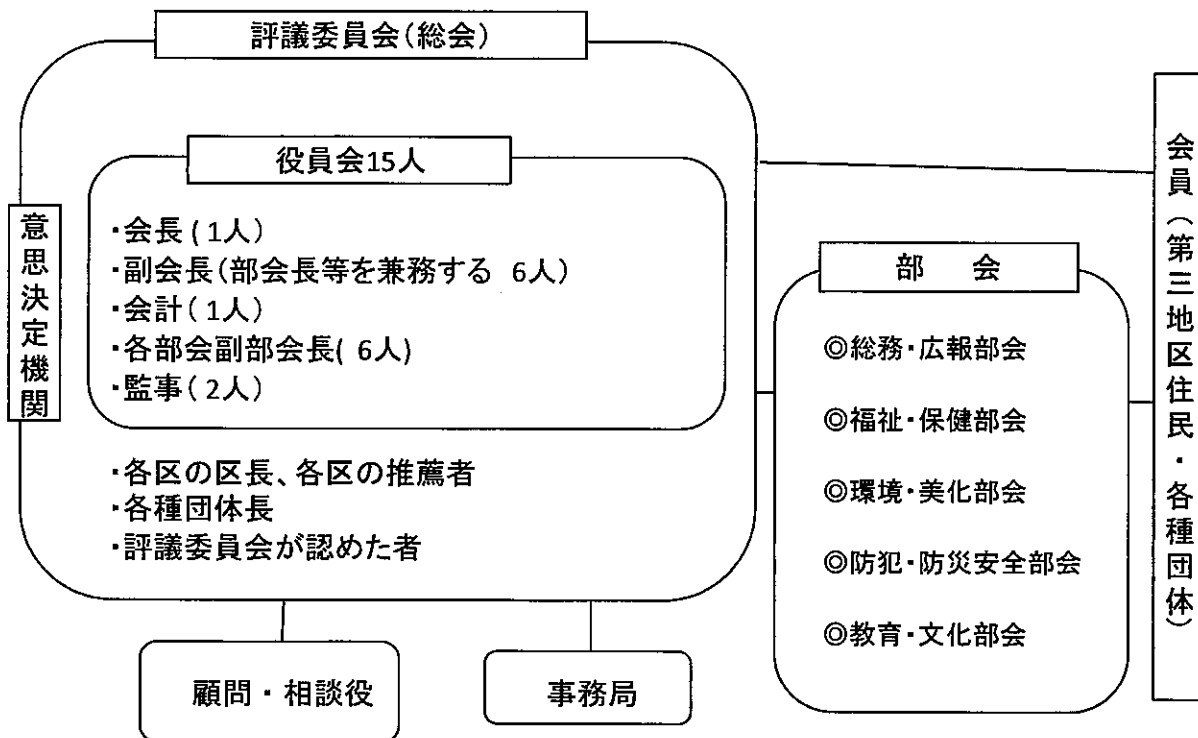 評議委員会(総会)
役員会15人
意思決定機関
・会長(1人)
・副会長(部会長等を兼務する 6人)
・会計(1人)
・各部会副部会長( 6人)
・監事(2人)
・各区の区長、各区の推薦者
・各種団体長
・評議委員会が認めた者
顧問・相談役
事務局
部 会
◎総務・広報部会
◎福祉・保健部会
◎環境・美化部会
◎防犯・防災安全部会
◎教育・文化部会
会員(第三地区住民・各種団体)